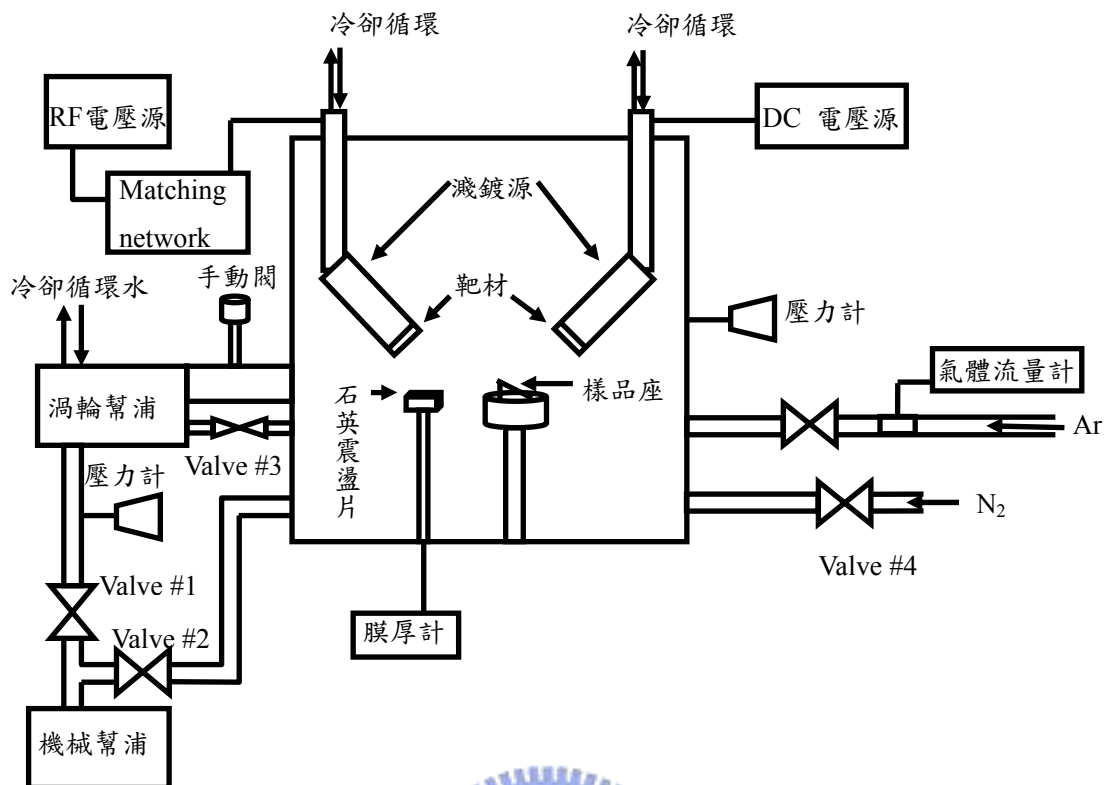 冷卻循環
冷卻循環
RF電壓源
DC 電壓源
Matching
network
濺鍍源
手動閥
冷卻循環水
靶材
壓力計
氣體流量計
渦輪幫浦
石英震盪片
樣品座
Ar
Valve #3
壓力計
N₂
Valve #4
Valve #1
Valve #2
膜厚計
機械幫浦